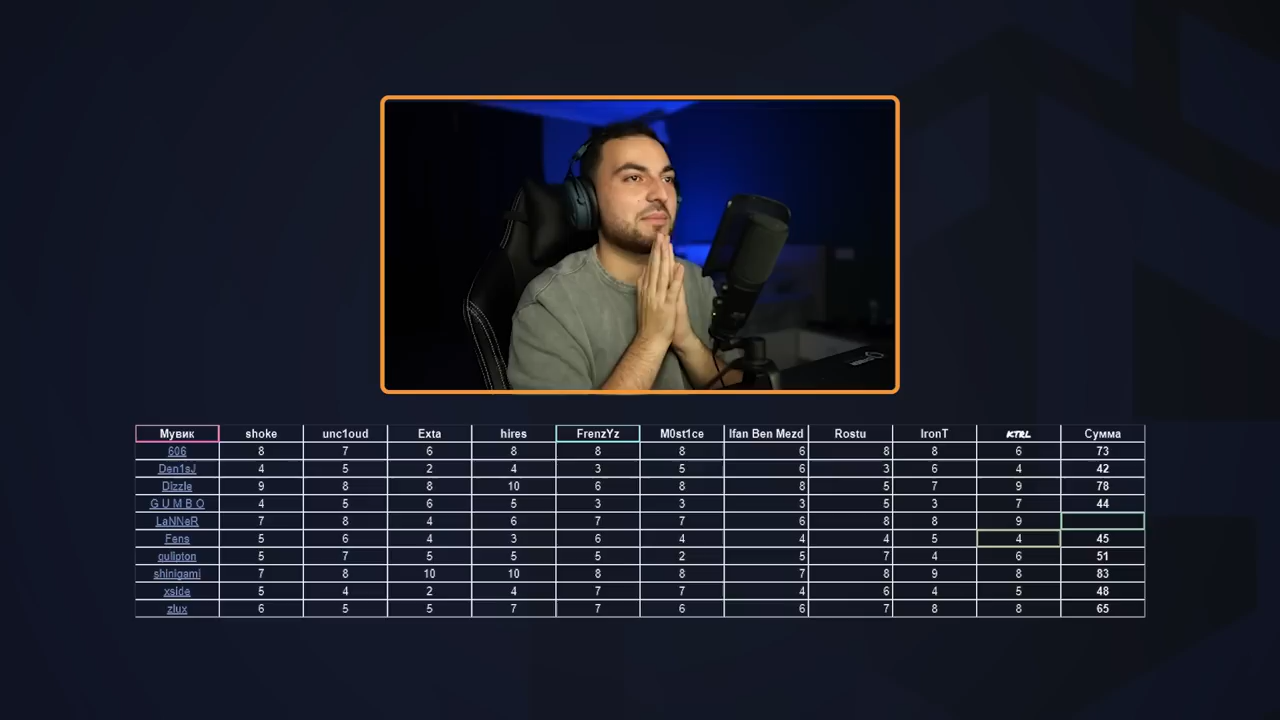 Мувик shoke unc1oud Exta hires FrenzYz M0st1ce Ifan Ben Mezd Rostu IronT KTRL Сумма
606 8 7 6 8 8 8 6 8 8 6 73
Den1sJ 4 5 2 4 3 5 6 3 6 4 42
Dizzle 9 8 8 10 6 8 8 5 7 9 78
G U M B O 4 5 6 5 3 3 3 5 3 7 44
LaNNeR 7 8 4 6 7 7 6 8 8 9
Fens 5 6 4 3 6 4 4 4 5 4 45
qulipton 5 7 5 5 5 2 5 7 4 6 51
shinigami 7 8 10 10 8 8 7 8 9 8 83
xside 5 4 2 4 7 7 4 6 4 5 48
zlux 6 5 5 7 7 6 6 7 8 8 65